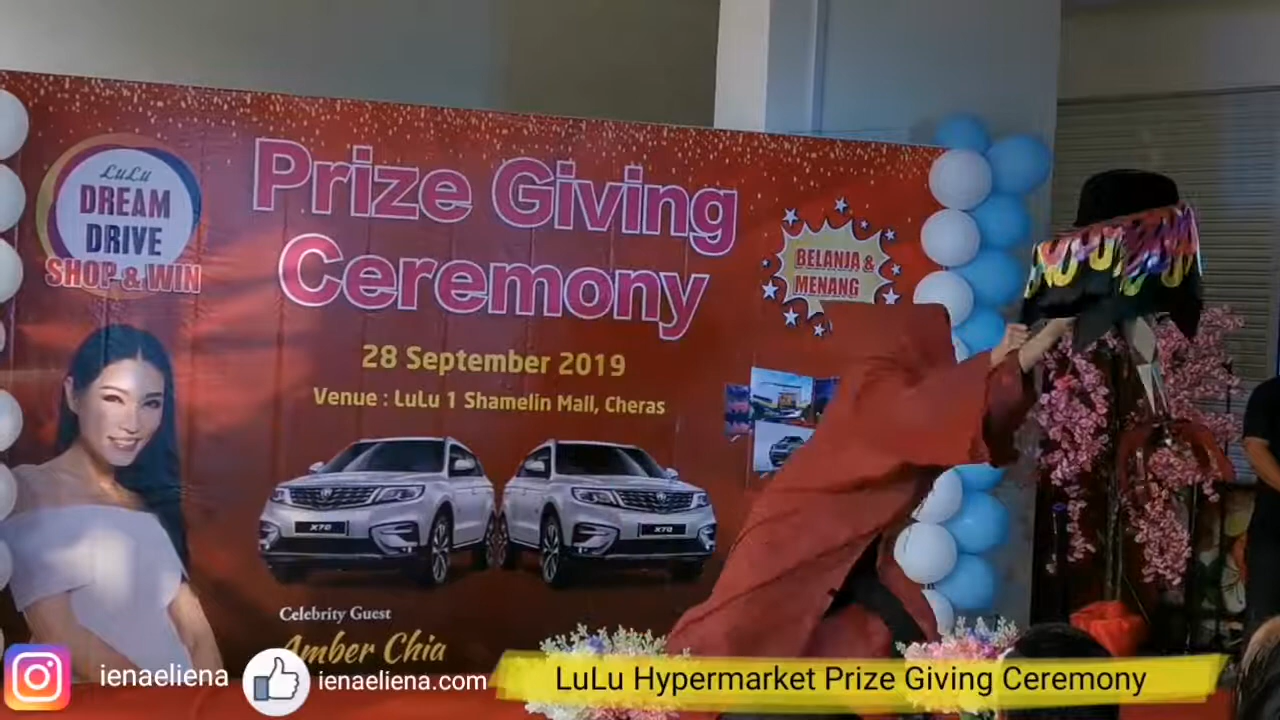 LuLu
DREAM
DRIVE
SHOP & WIN
Prize Giving
Ceremony
BELANJA &
MENANG
28 September 2019
Venue : LuLu 1 Shamelin Mall, Cheras
X70
X70
Celebrity Guest
Amber Chia
ienaeliena
ienaeliena.com
LuLu Hypermarket Prize Giving Ceremony